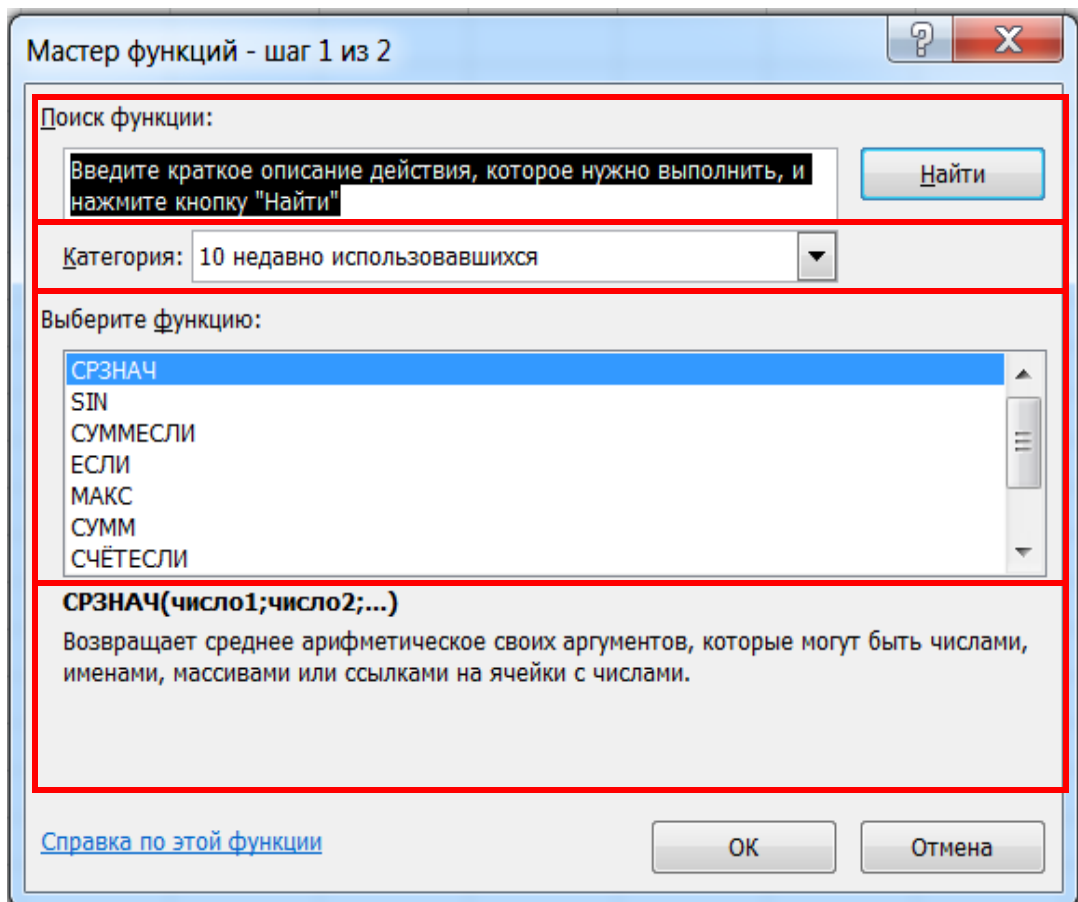 Мастер функций - шаг 1 из 2
Поиск функции:
Введите краткое описание действия, которое нужно выполнить, и
нажмите кнопку "Найти"
Найти
Категория: 10 недавно использовавшихся
Выберите функцию:
СРЗНАЧ
SIN
СУММЕСЛИ
ЕСЛИ
МАКС
СУММ
СЧЁТЕСЛИ
СРЗНАЧ(число1;число2;...)
Возвращает среднее арифметическое своих аргументов, которые могут быть числами,
именами, массивами или ссылками на ячейки с числами.
Справка по этой функции
ОК
Отмена